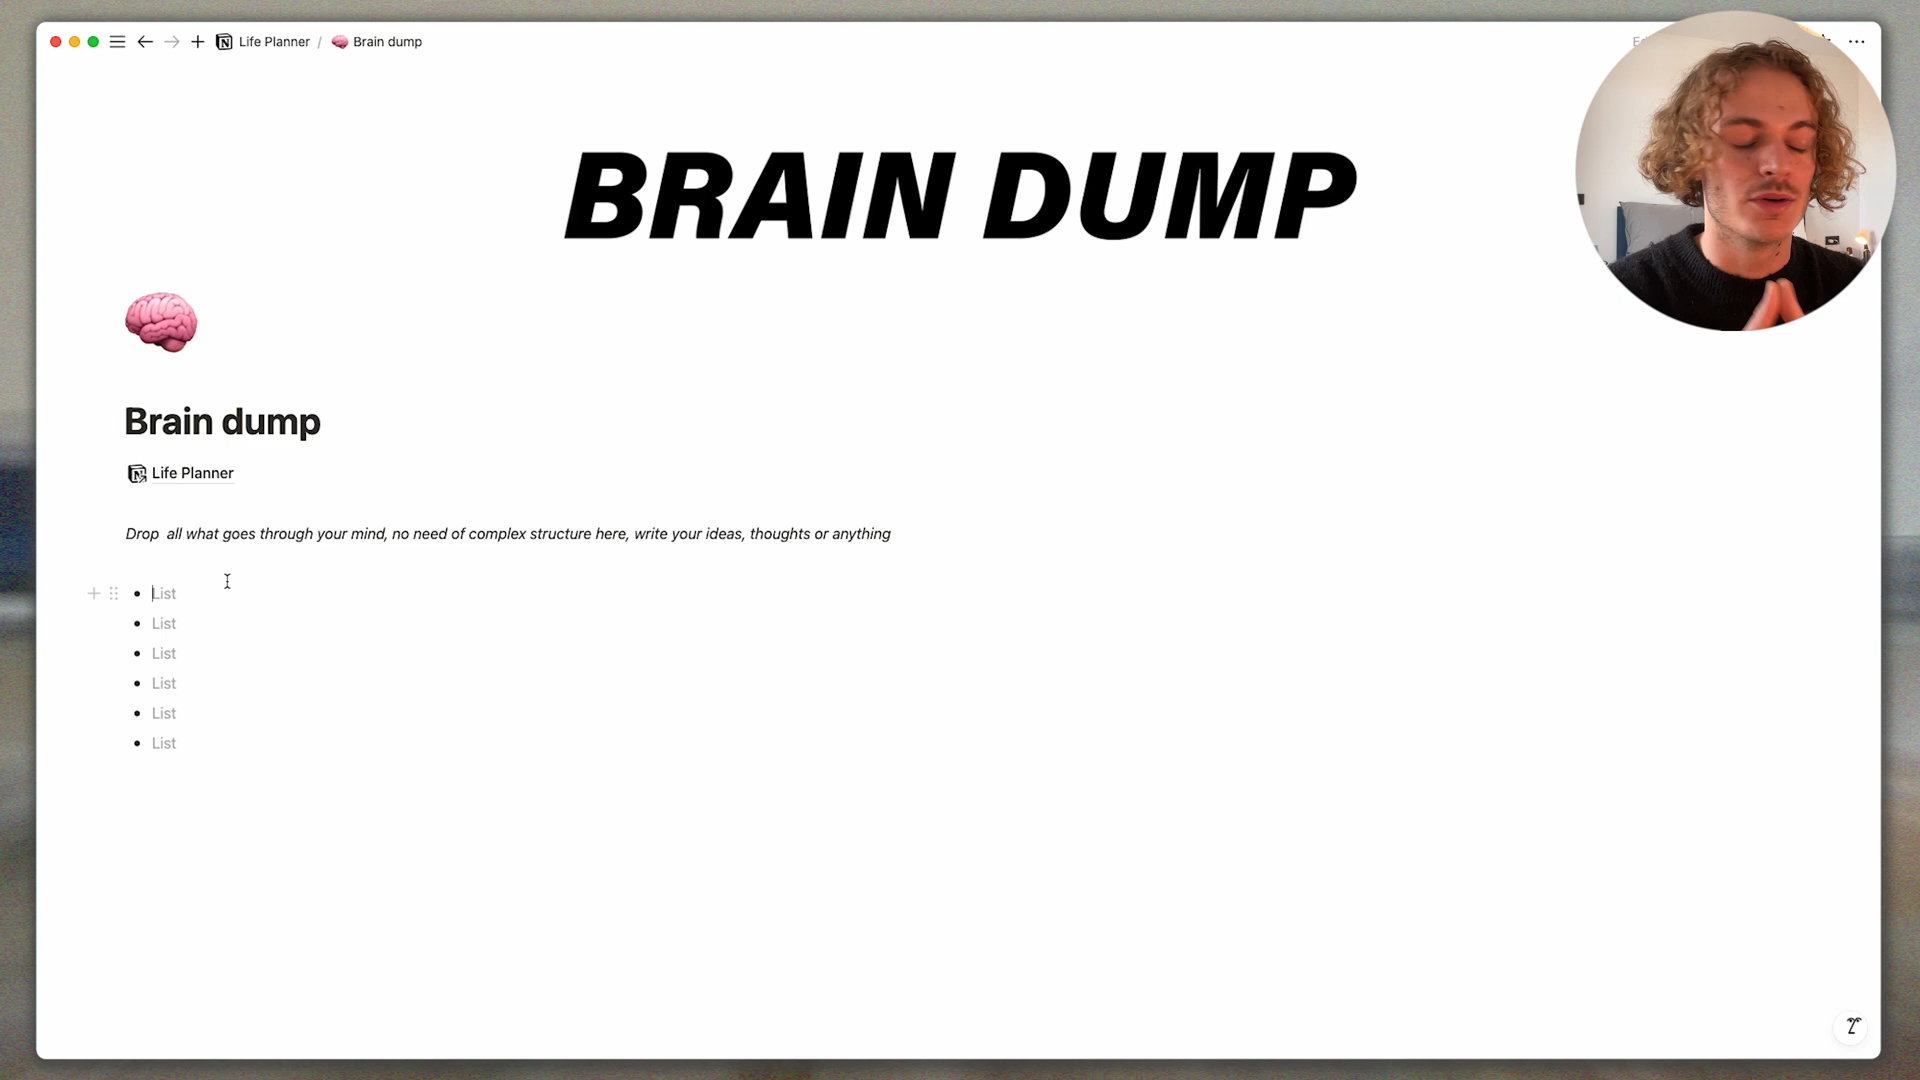 Life Planner / Brain dump
BRAIN DUMP
Brain dump
Life Planner
Drop  all what goes through your mind, no need of complex structure here, write your ideas, thoughts or anything
List
List
List
List
List
List